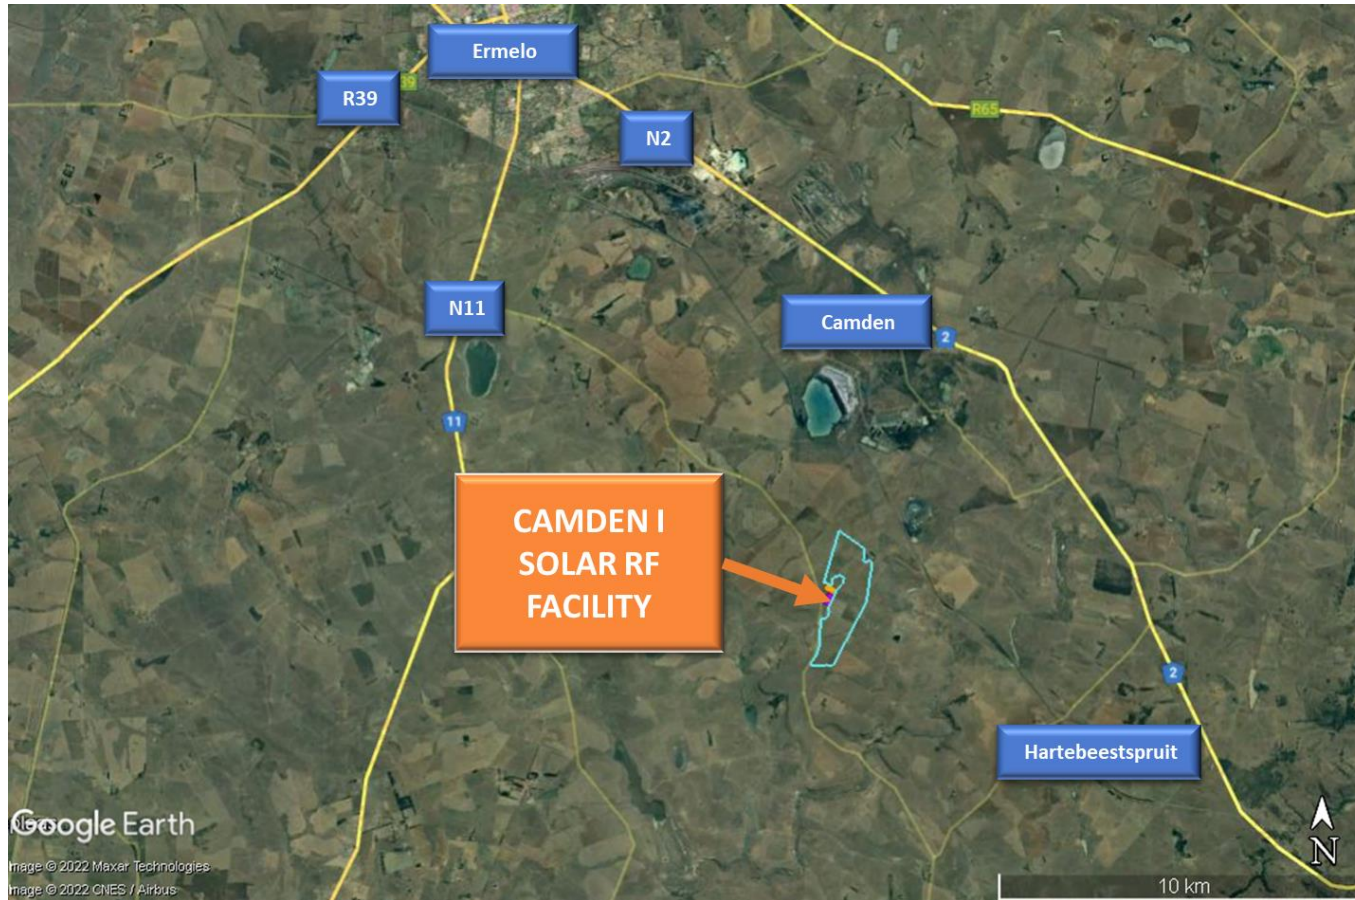 Ermelo
R39
39
N2
R65
N11
Camden
2
11
CAMDEN I
SOLAR RF
FACILITY
2
Hartebeestspruit
Google Earth
Image © 2022 Maxar Technologies
Image © 2022 CNES / Airbus
N
10 km